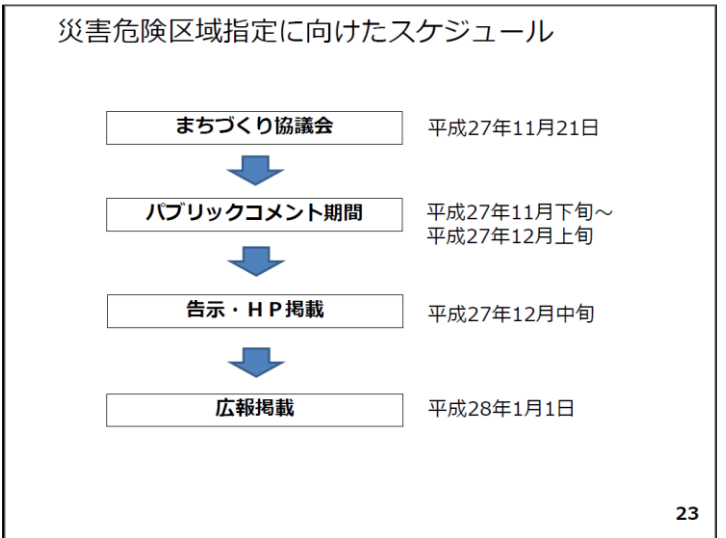 災害危険区域指定に向けたスケジュール
まちづくり協議会
平成27年11月21日
パブリックコメント期間
平成27年11月下旬～
平成27年12月上旬
告示・ＨＰ掲載
平成27年12月中旬
広報掲載
平成28年1月1日
23